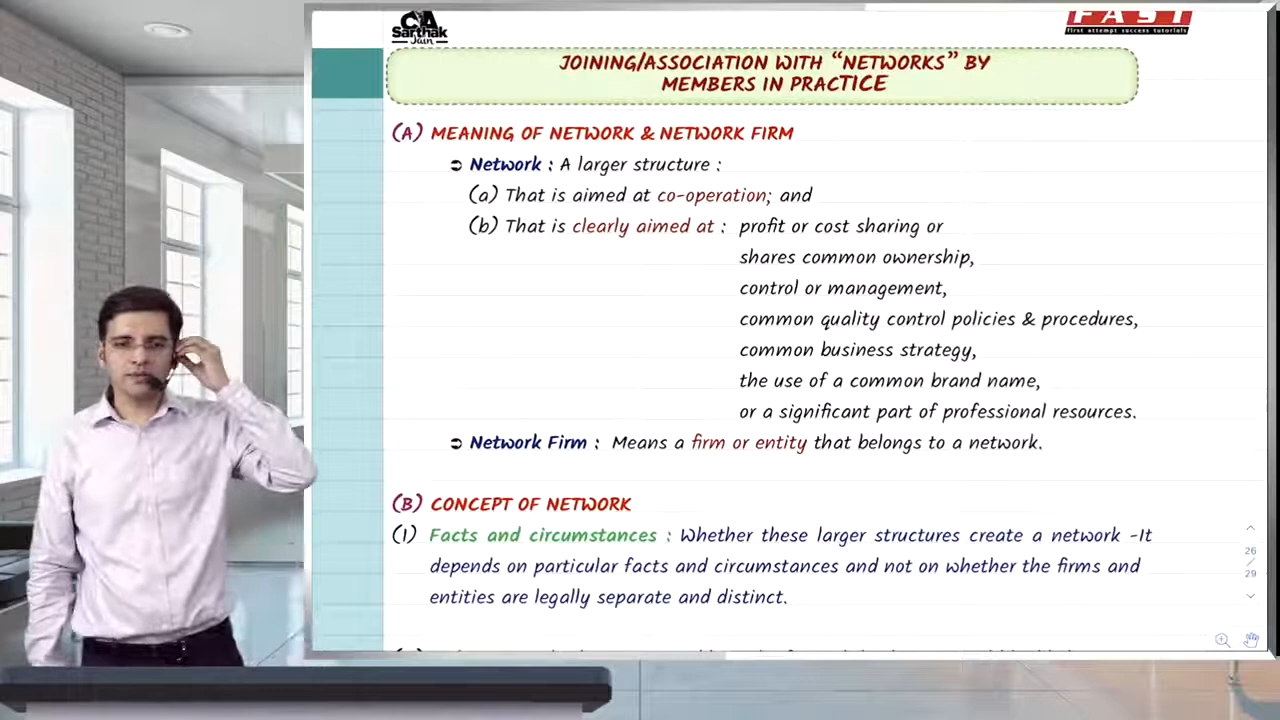 CA
Sarthak
Jain
FAST
first attempt success tutorials
JOINING/ASSOCIATION WITH “NETWORKS” BY
MEMBERS IN PRACTICE
(A) MEANING OF NETWORK & NETWORK FIRM
➲ Network : A larger structure :
(a) That is aimed at co-operation; and
(b) That is clearly aimed at : profit or cost sharing or
shares common ownership,
control or management,
common quality control policies & procedures,
common business strategy,
the use of a common brand name,
or a significant part of professional resources.
➲ Network Firm : Means a firm or entity that belongs to a network.
(B) CONCEPT OF NETWORK
(1) Facts and circumstances : Whether these larger structures create a network -It
depends on particular facts and circumstances and not on whether the firms and
entities are legally separate and distinct.
26
/
29